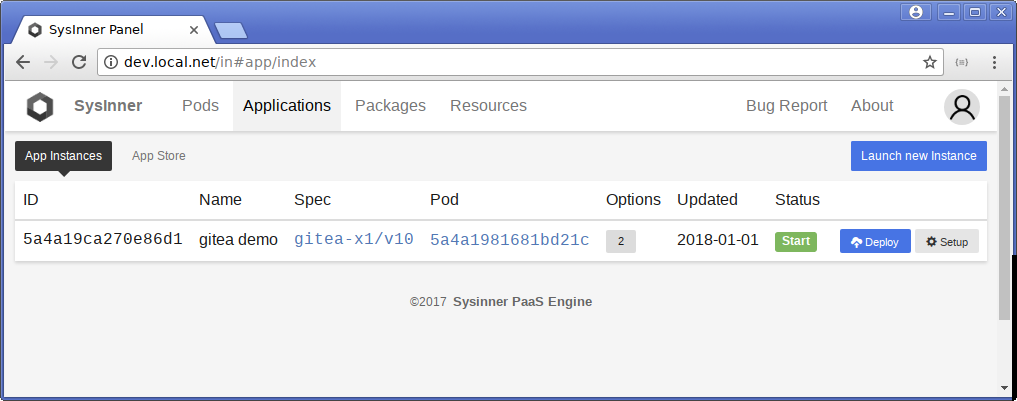 SysInner Panel
dev.local.net/in#app/index
SysInner Pods Applications Packages Resources Bug Report About
App Instances App Store Launch new Instance
ID Name Spec Pod Options Updated Status
5a4a19ca270e86d1 gitea demo gitea-x1/v10 5a4a1981681bd21c 2 2018-01-01 Start Deploy Setup
©2017 Sysinner PaaS Engine